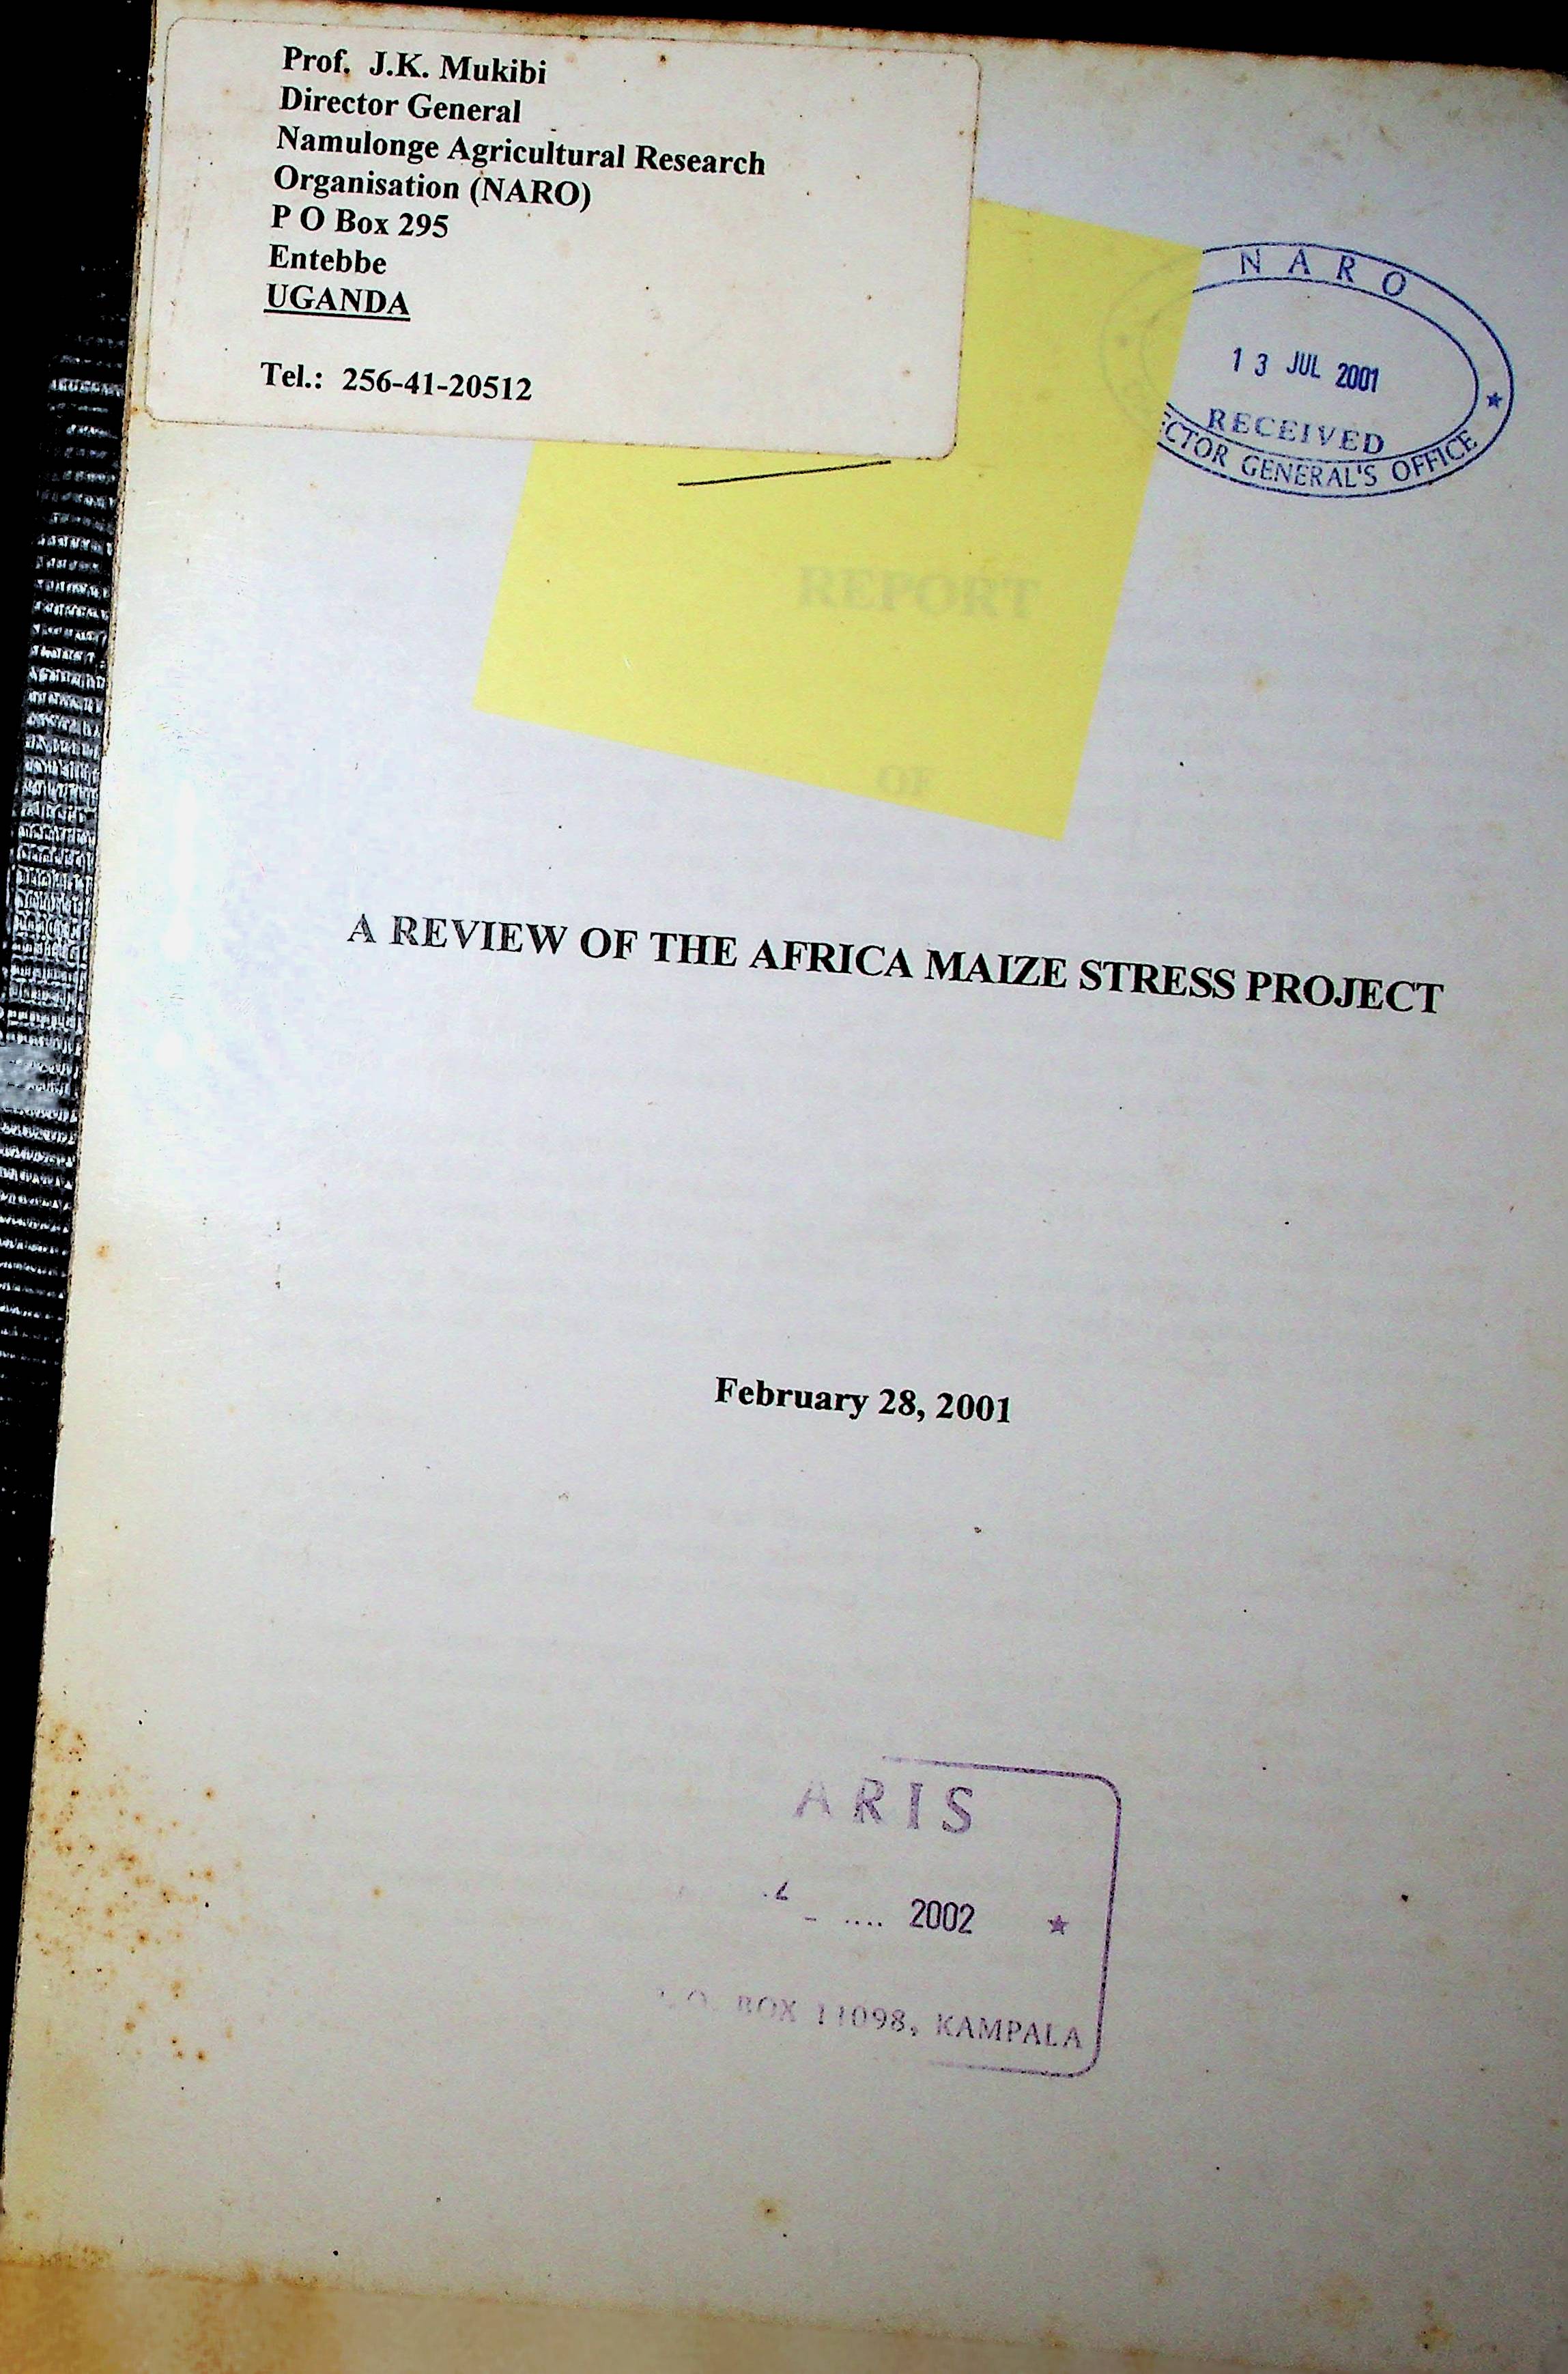 Prof. J.K. Mukibi
Director General
Namulonge Agricultural Research
Organisation (NARO)
P O Box 295
Entebbe
UGANDA
Tel.: 256-41-20512
NARO
13 JUL 2001
RECEIVED
ECTOR GENERAL'S OFFICE
REPORT
OF
A REVIEW OF THE AFRICA MAIZE STRESS PROJECT
February 28, 2001
ARIS
2002
BOX 11098, KAMPALA